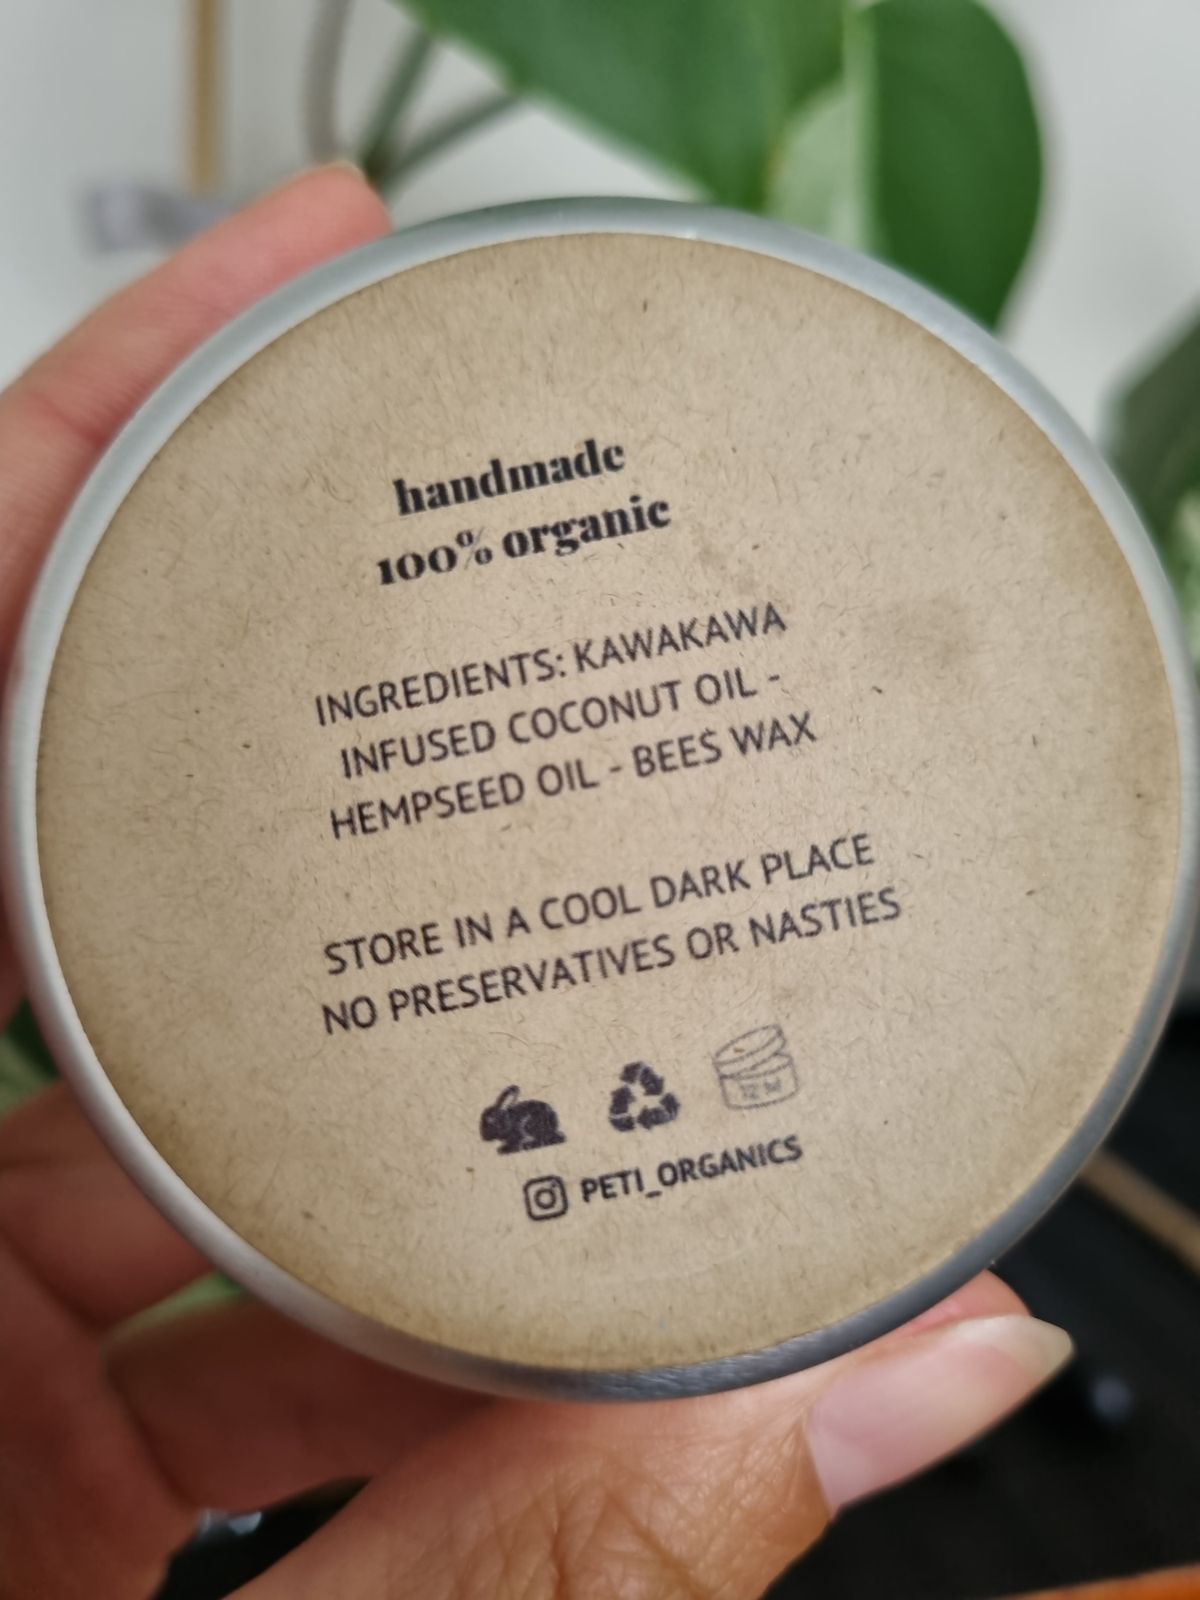 handmade
100% organic
INGREDIENTS: KAWAKAWA
INFUSED COCONUT OIL -
HEMPSEED OIL - BEES WAX
STORE IN A COOL DARK PLACE
NO PRESERVATIVES OR NASTIES
PETI_ORGANICS